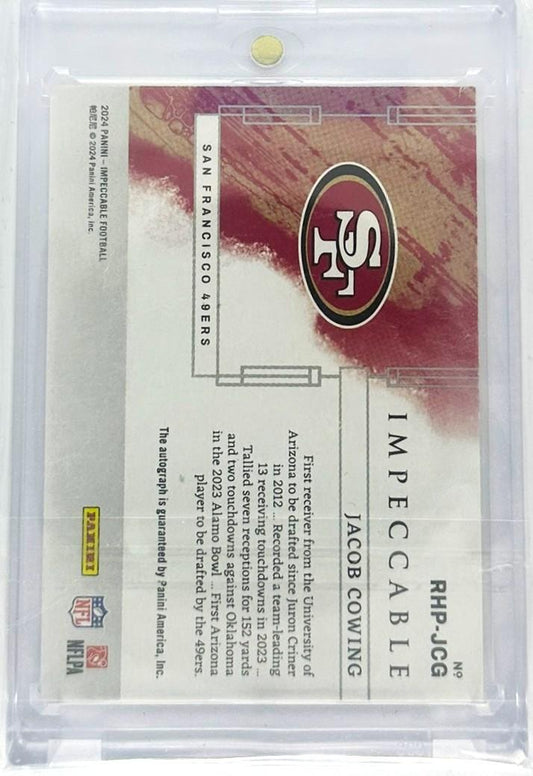 Nº
RHP-JCG
IMPECCABLE
JACOB COWING
First receiver from the University of
Arizona to be drafted since Juron Criner
in 2012 ... Recorded a team-leading
13 receiving touchdowns in 2023 ...
Tallied seven receptions for 152 yards
and two touchdowns against Oklahoma
in the 2023 Alamo Bowl ... First Arizona
player to be drafted by the 49ers.
SF
SAN FRANCISCO 49ERS
The autograph is guaranteed by Panini America, Inc.
2024 PANINI – IMPECCABLE FOOTBALL
帕尼尼 © 2024 Panini America, Inc.
PANINI
NFL
NFLPA